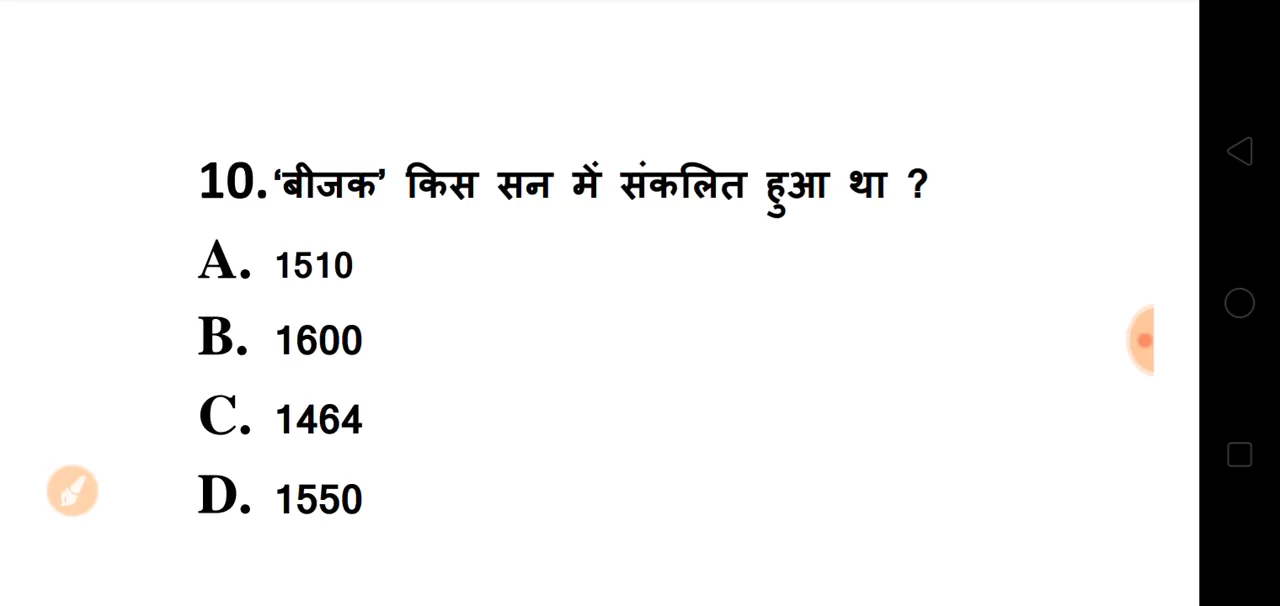 10. ‘बीजक’ किस सन में संकलित हुआ था ?
A. 1510
B. 1600
C. 1464
D. 1550